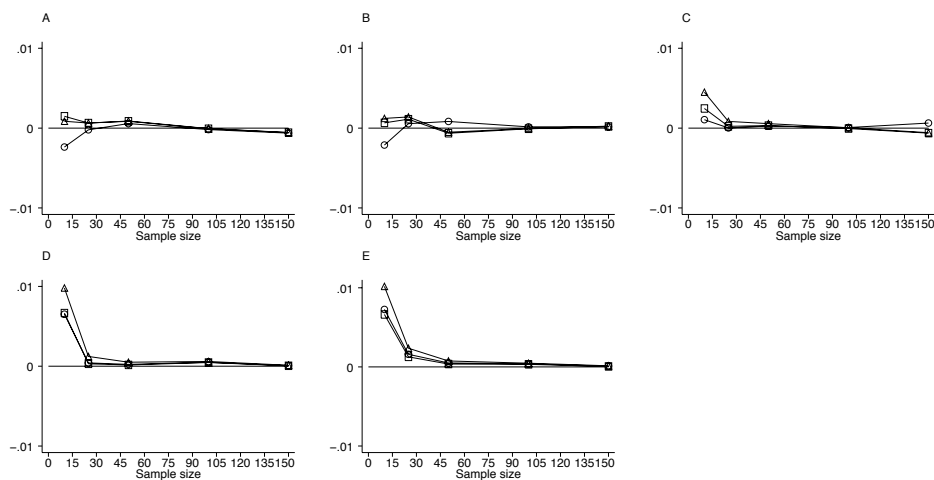 A B C
.01 .01 .01
0 0 0
−.01 −.01 −.01
0 15 30 45 60 75 90 105 120 135150 0 15 30 45 60 75 90 105 120 135150 0 15 30 45 60 75 90 105 120 135150
Sample size Sample size Sample size
D E
.01 .01
0 0
−.01 −.01
0 15 30 45 60 75 90 105 120 135150 0 15 30 45 60 75 90 105 120 135150
Sample size Sample size